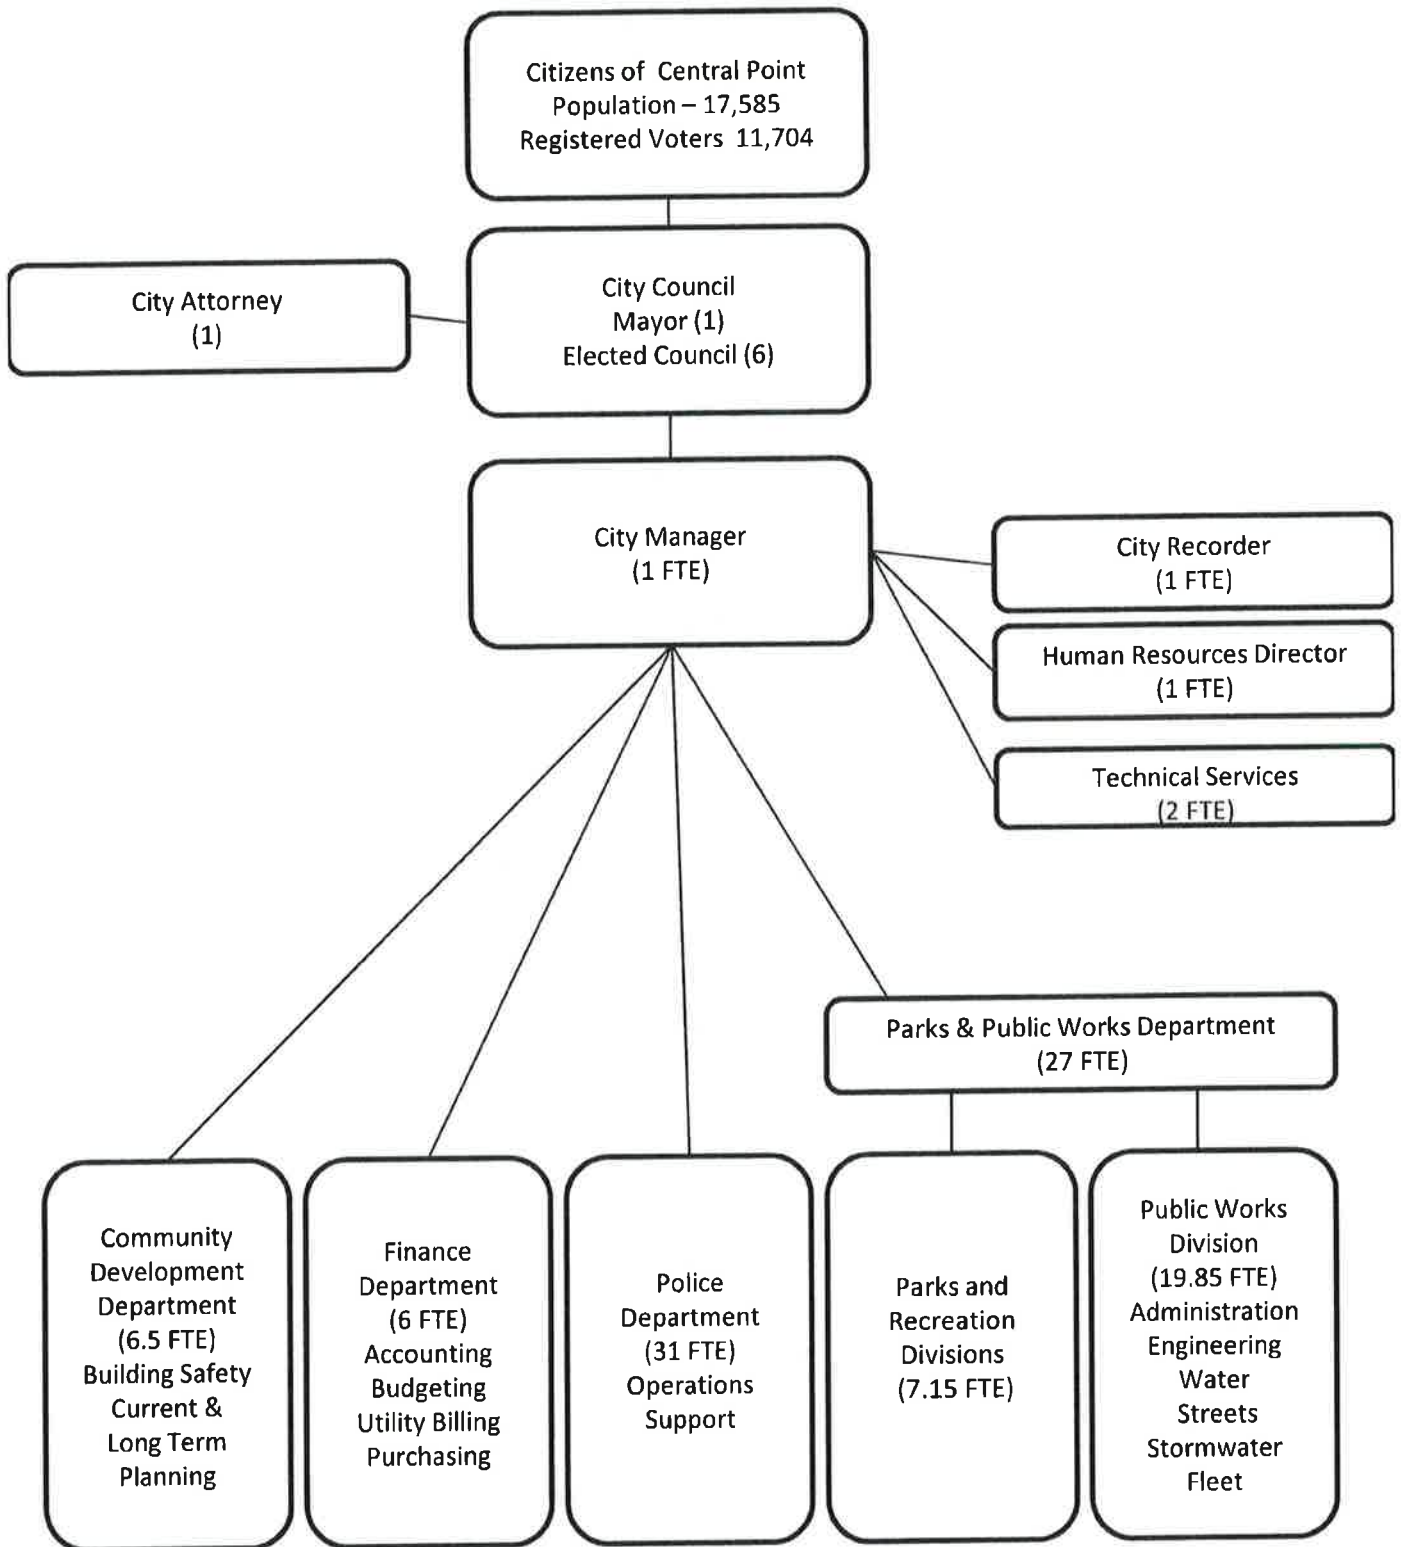 Citizens of Central Point
Population – 17,585
Registered Voters 11,704
City Attorney
(1)
City Council
Mayor (1)
Elected Council (6)
City Manager
(1 FTE)
City Recorder
(1 FTE)
Human Resources Director
(1 FTE)
Technical Services
(2 FTE)
Parks & Public Works Department
(27 FTE)
Community
Development
Department
(6.5 FTE)
Building Safety
Current &
Long Term
Planning
Finance
Department
(6 FTE)
Accounting
Budgeting
Utility Billing
Purchasing
Police
Department
(31 FTE)
Operations
Support
Parks and
Recreation
Divisions
(7.15 FTE)
Public Works
Division
(19.85 FTE)
Administration
Engineering
Water
Streets
Stormwater
Fleet